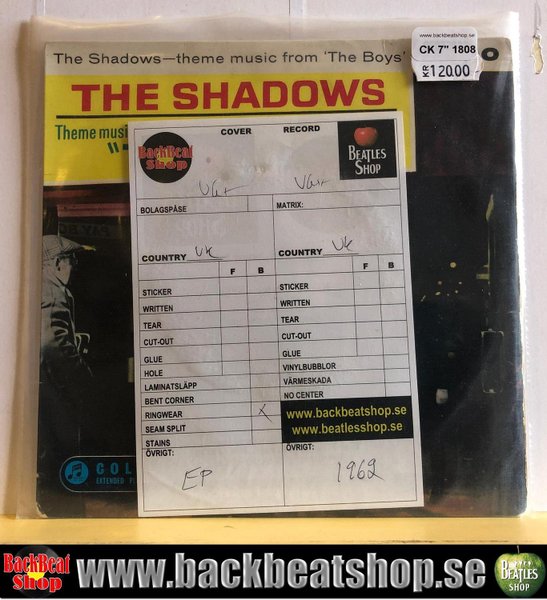 www.backbeatshop.se
CK 7" 1808
KR 120.00
The Shadows—theme music from 'The Boys'
THE SHADOWS
Theme musi
BackBeat Shop
COVER
RECORD
BEATLES SHOP
VG+
VG++
BOLAGSPÅSE
MATRIX:
COUNTRY UK
COUNTRY UK
F B
F B
STICKER
STICKER
WRITTEN
WRITTEN
TEAR
TEAR
CUT-OUT
CUT-OUT
GLUE
GLUE
HOLE
VINYLBUBBLOR
LAMINATSLÄPP
VÄRMESKADA
BENT CORNER
NO CENTER
RINGWEAR X
SEAM SPLIT
www.backbeatshop.se
www.beatlesshop.se
STAINS
ÖVRIGT:
ÖVRIGT:
EP
1962
COL
EXTENDED
BackBeat Shop
www.backbeatshop.se
BEATLES SHOP